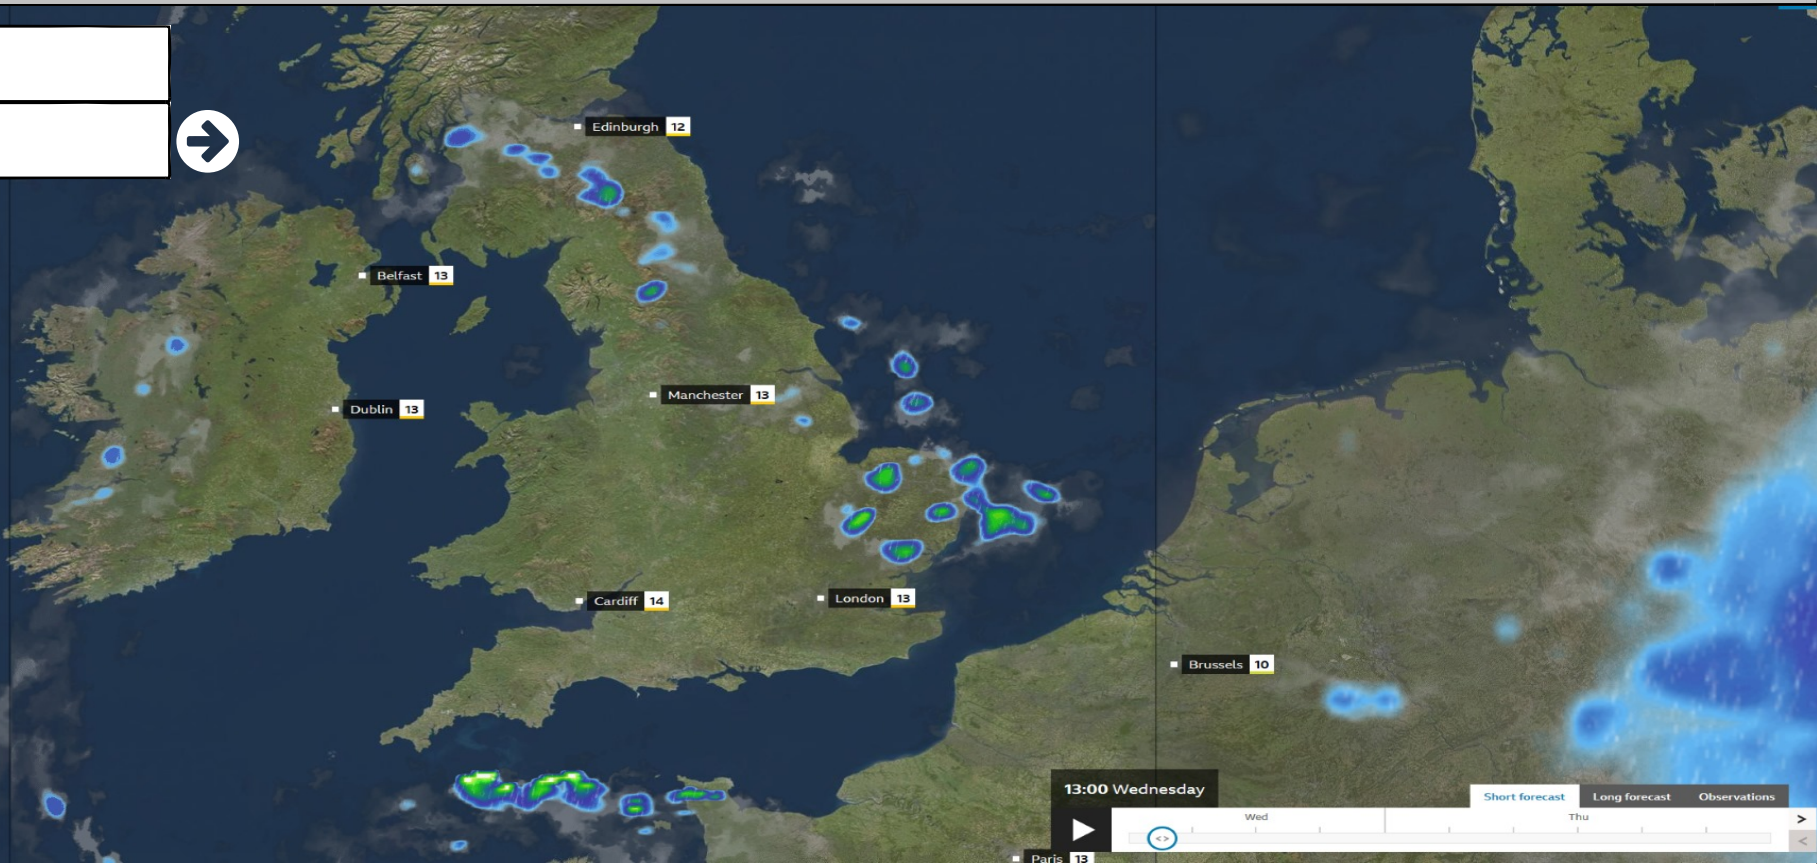 Edinburgh 12
Belfast 13
Manchester 13
Dublin 13
Cardiff 14
London 13
Brussels 10
13:00 Wednesday
Short forecast Long forecast Observations
Wed Thu
Paris 13